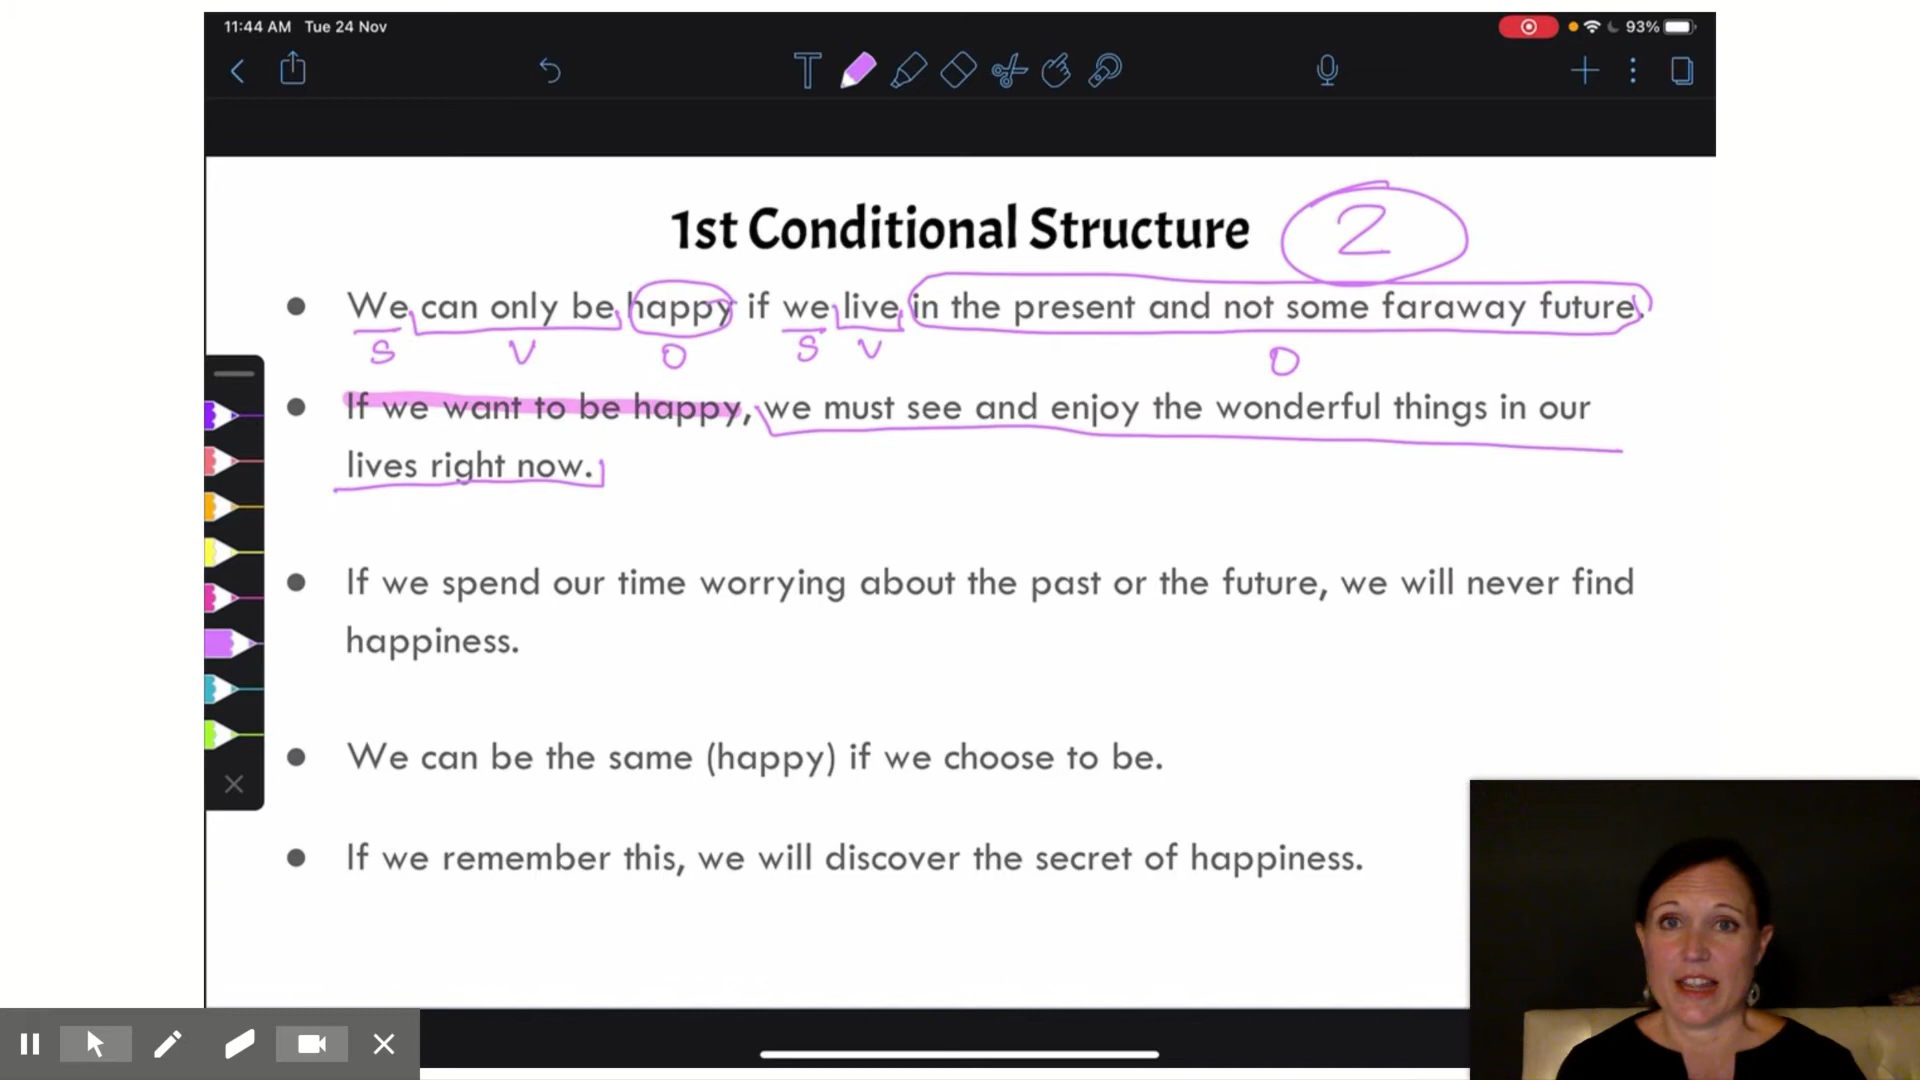 11:44 AM Tue 24 Nov
93%
T
1st Conditional Structure 2
• We can only be happy if we live in the present and not some faraway future.
S V O S V O
• If we want to be happy, we must see and enjoy the wonderful things in our
lives right now.
• If we spend our time worrying about the past or the future, we will never find
happiness.
• We can be the same (happy) if we choose to be.
• If we remember this, we will discover the secret of happiness.